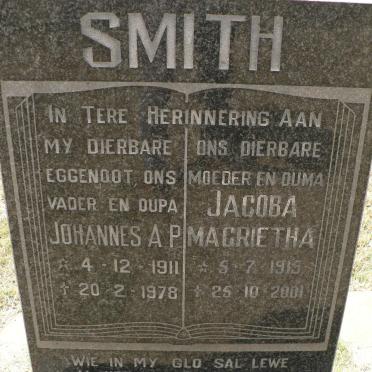 SMITH
IN TERE HERINNERING AAN
MY DIERBARE
EGGENOOT, ONS
VADER EN OUPA
JOHANNES A.P.
☆ 4-12-1911
† 20-2-1978
ONS DIERBARE
MOEDER EN OUMA
JACOBA
MAGRIETHA
☆ 5-7-1915
† 25-10-2001
WIE IN MY GLO SAL LEWE